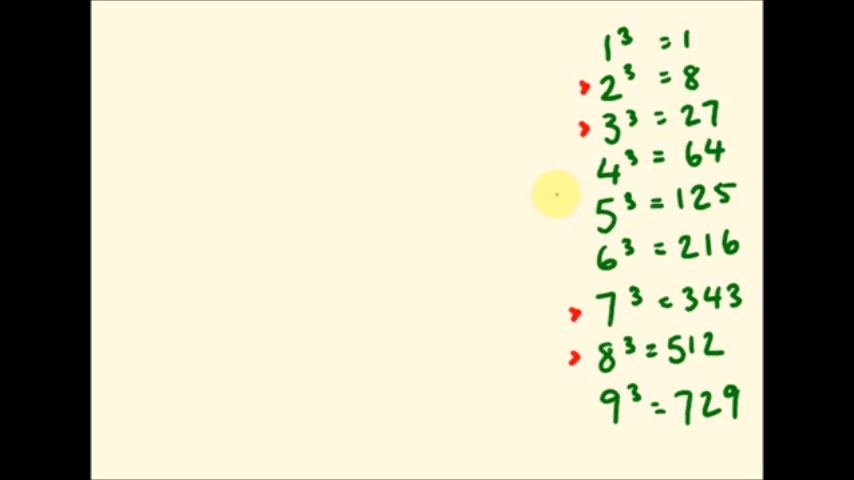 1³ = 1
2³ = 8
3³ = 27
4³ = 64
5³ = 125
6³ = 216
7³ = 343
8³ = 512
9³ = 729